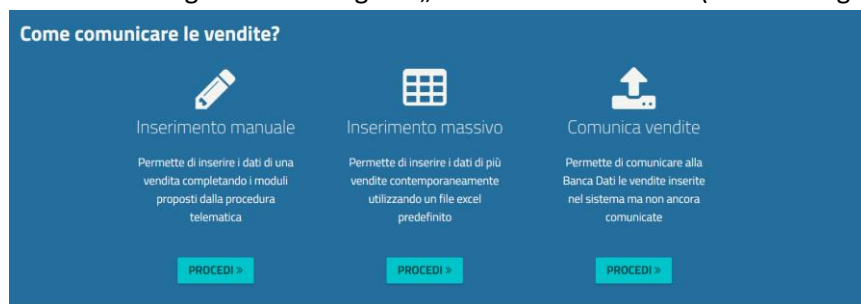 Come comunicare le vendite?
Inserimento manuale
Permette di inserire i dati di una
vendita completando i moduli
proposti dalla procedura
telematica
PROCEDI »
Inserimento massivo
Permette di inserire i dati di più
vendite contemporaneamente
utilizzando un file excel
predefinito
PROCEDI »
Comunica vendite
Permette di comunicare alla
Banca Dati le vendite inserite
nel sistema ma non ancora
comunicate
PROCEDI »